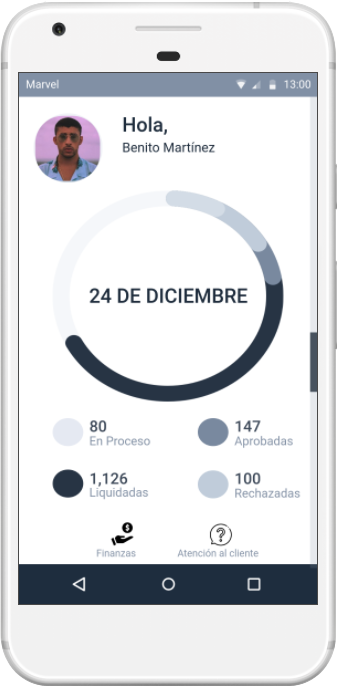 Marvel 13:00
Hola,
Benito Martínez
24 DE DICIEMBRE
80
En Proceso
147
Aprobadas
1,126
Liquidadas
100
Rechazadas
$
?
Finanzas
Atención al cliente